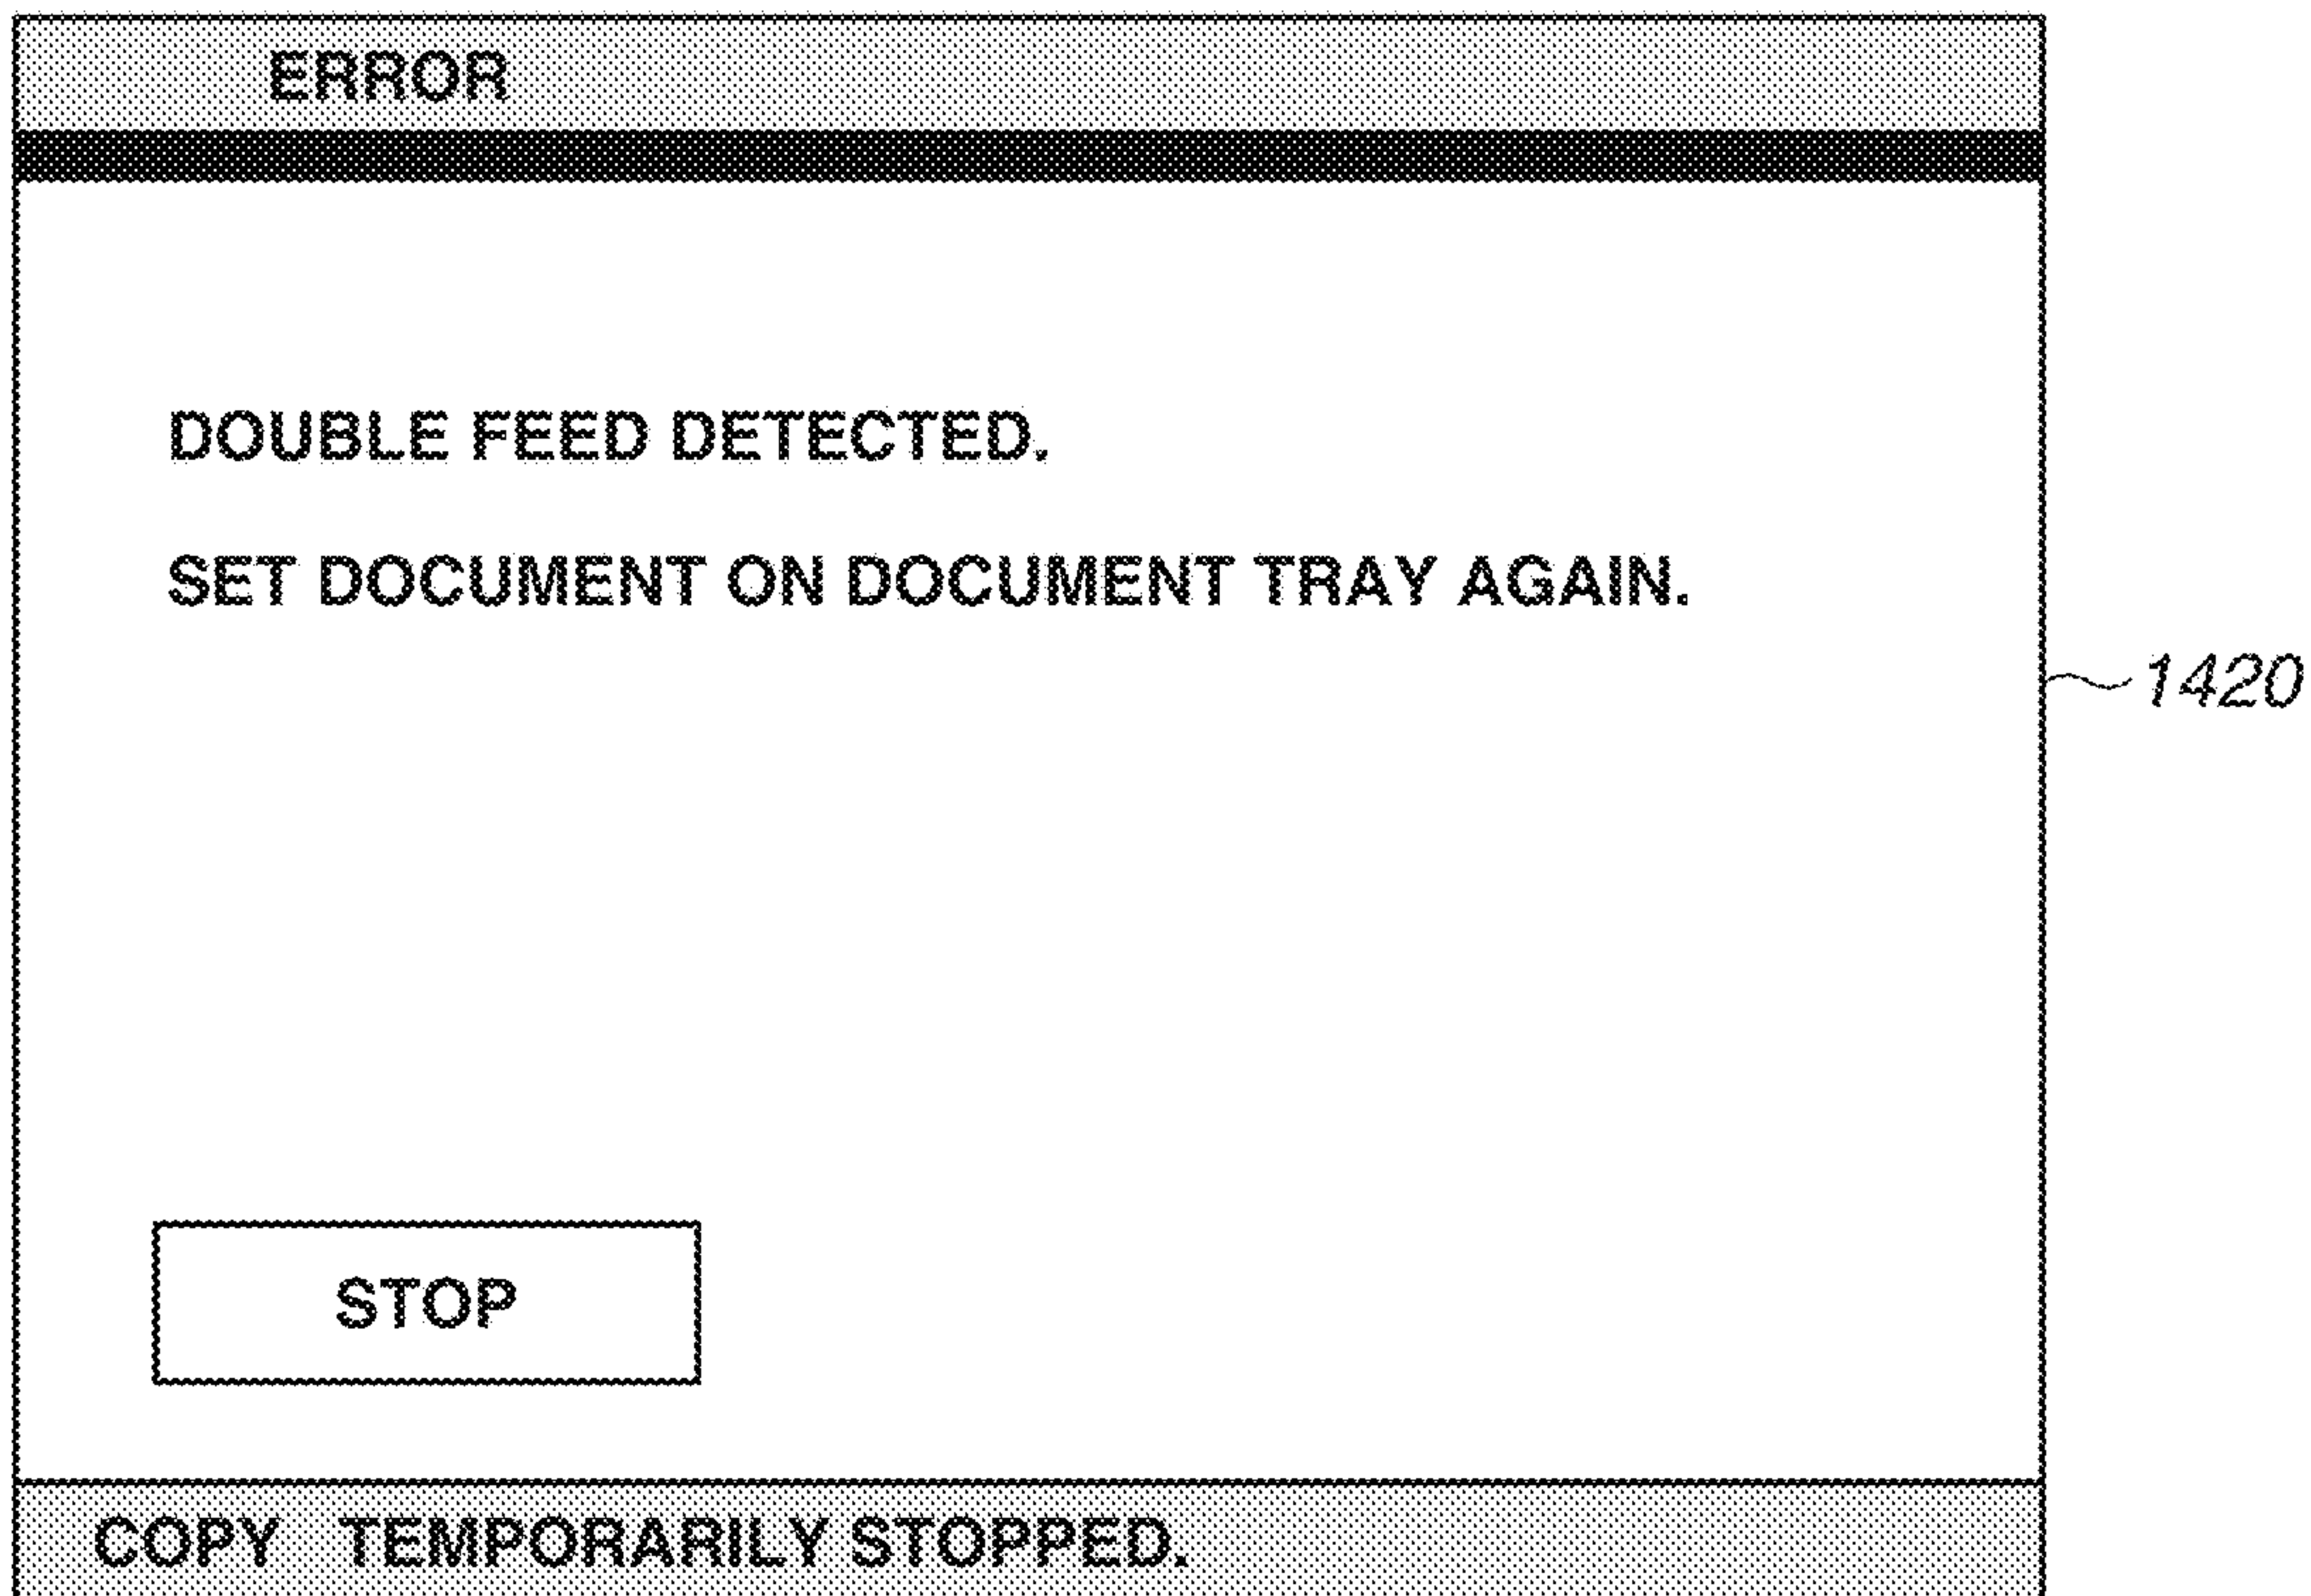 ERROR
DOUBLE FEED DETECTED.
SET DOCUMENT ON DOCUMENT TRAY AGAIN.
1420
STOP
COPY TEMPORARILY STOPPED.